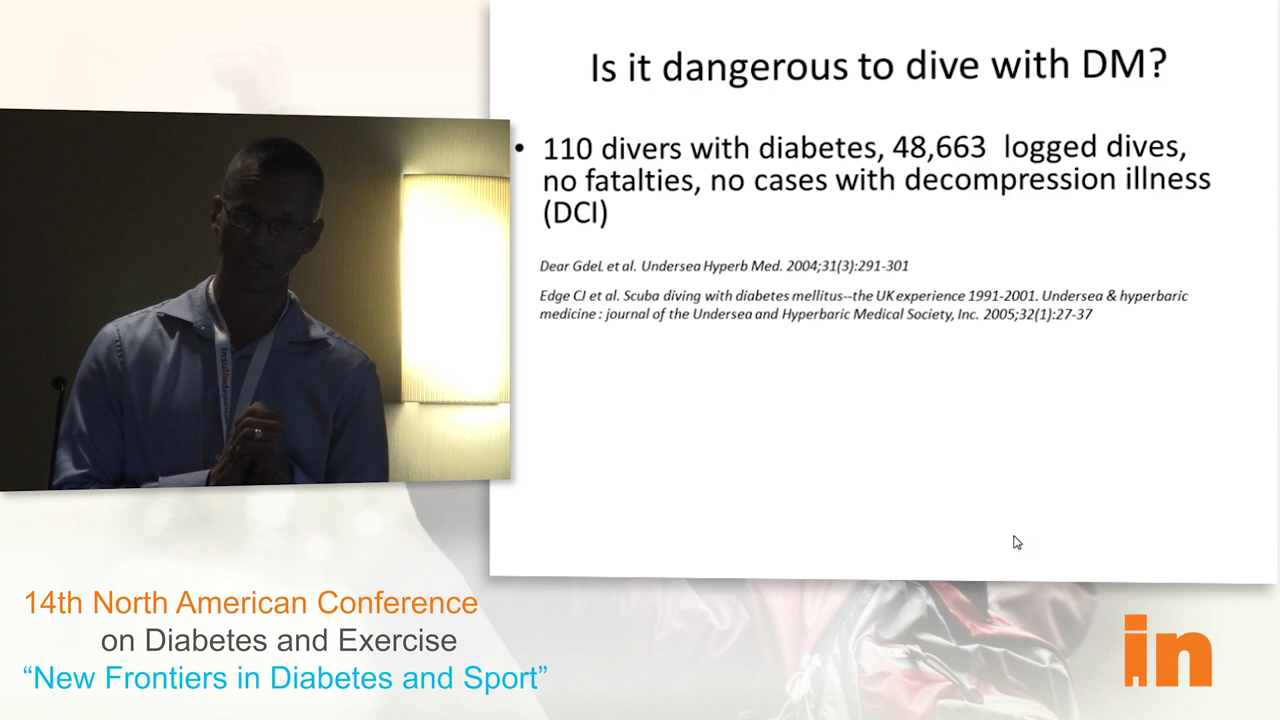 Is it dangerous to dive with DM?
• 110 divers with diabetes, 48,663 logged dives,
no fatalties, no cases with decompression illness
(DCI)
Dear GdeL et al. Undersea Hyperb Med. 2004;31(3):291-301
Edge CJ et al. Scuba diving with diabetes mellitus--the UK experience 1991-2001. Undersea & hyperbaric
medicine : journal of the Undersea and Hyperbaric Medical Society, Inc. 2005;32(1):27-37
14th North American Conference
on Diabetes and Exercise
“New Frontiers in Diabetes and Sport”
in